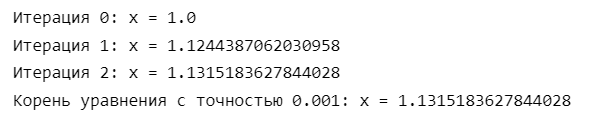 Итерация 0: x = 1.0
Итерация 1: x = 1.1244387062030958
Итерация 2: x = 1.1315183627844028
Корень уравнения с точностью 0.001: x = 1.1315183627844028